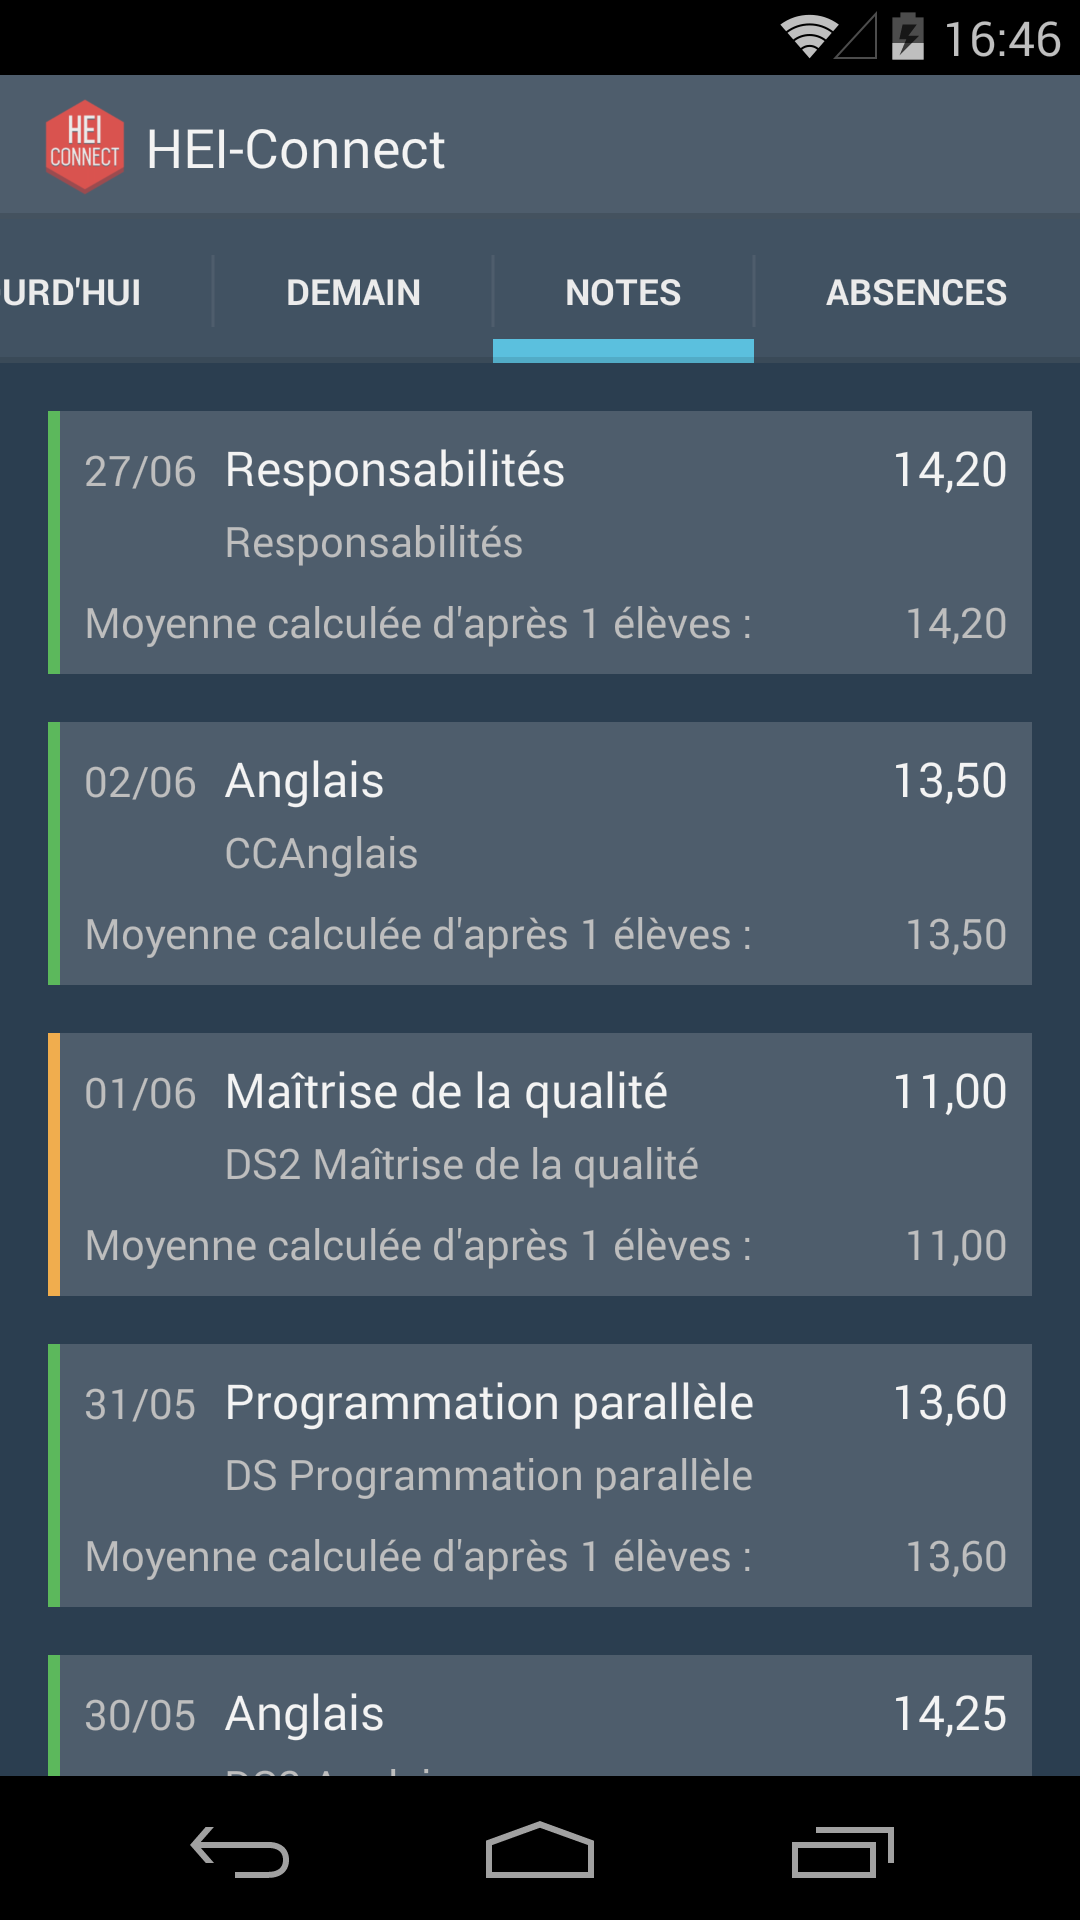 16:46
HEI
CONNECT
HEI-Connect
URD'HUI
DEMAIN
NOTES
ABSENCES
27/06 Responsabilités 14,20
Responsabilités
Moyenne calculée d'après 1 élèves : 14,20
02/06 Anglais 13,50
CCAnglais
Moyenne calculée d'après 1 élèves : 13,50
01/06 Maîtrise de la qualité 11,00
DS2 Maîtrise de la qualité
Moyenne calculée d'après 1 élèves : 11,00
31/05 Programmation parallèle 13,60
DS Programmation parallèle
Moyenne calculée d'après 1 élèves : 13,60
30/05 Anglais 14,25